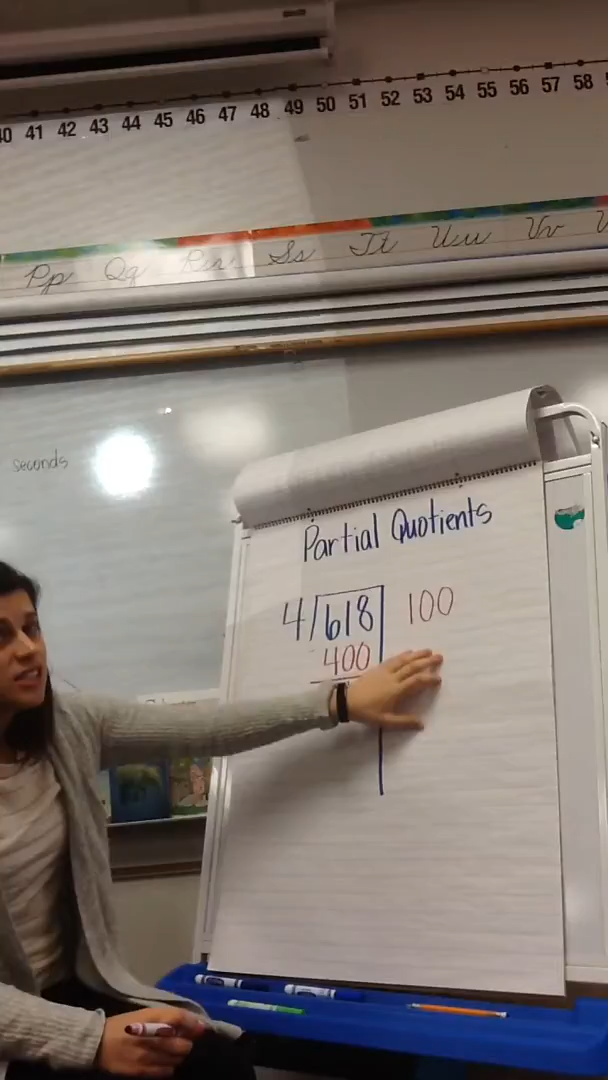 40 41 42 43 44 45 46 47 48 49 50 51 52 53 54 55 56 57 58
Pp Qq Rr Ss Tt Uu Vv
seconds
Partial Quotients
4 618 100
400